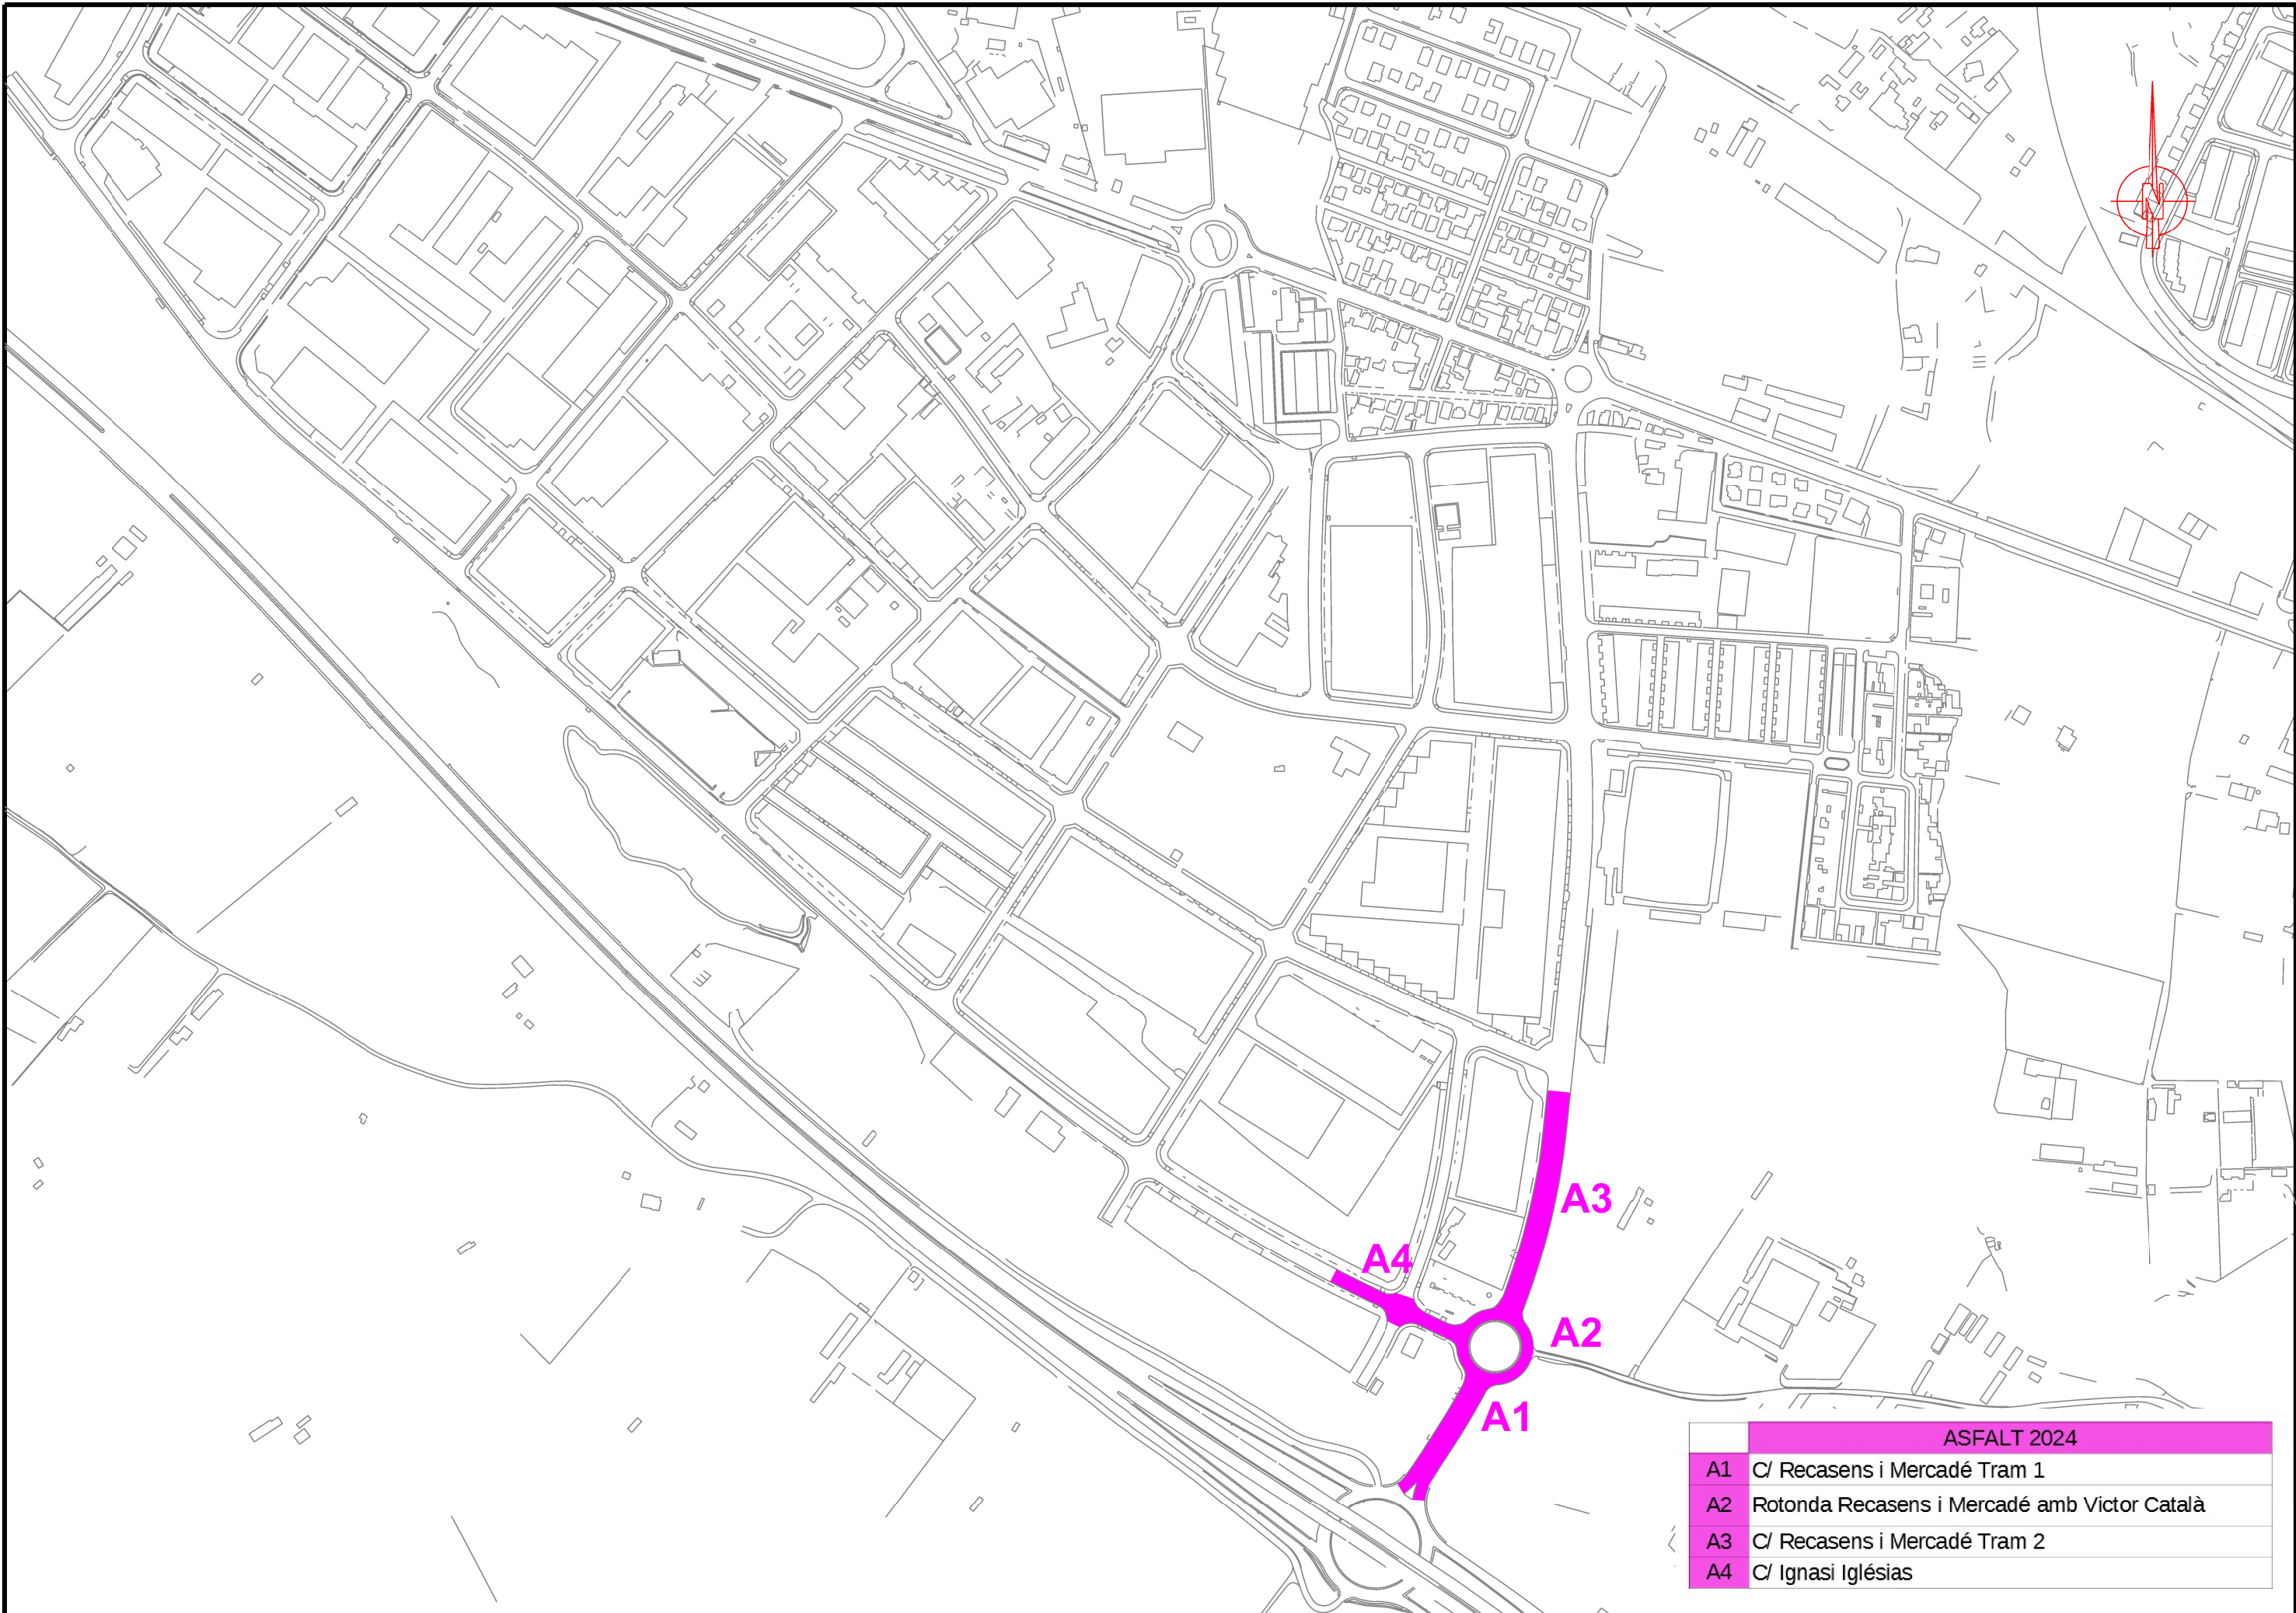 A3
A4
A2
A1
ASFALT 2024
A1 C/ Recasens i Mercadé Tram 1
A2 Rotonda Recasens i Mercadé amb Victor Català
A3 C/ Recasens i Mercadé Tram 2
A4 C/ Ignasi Iglésias